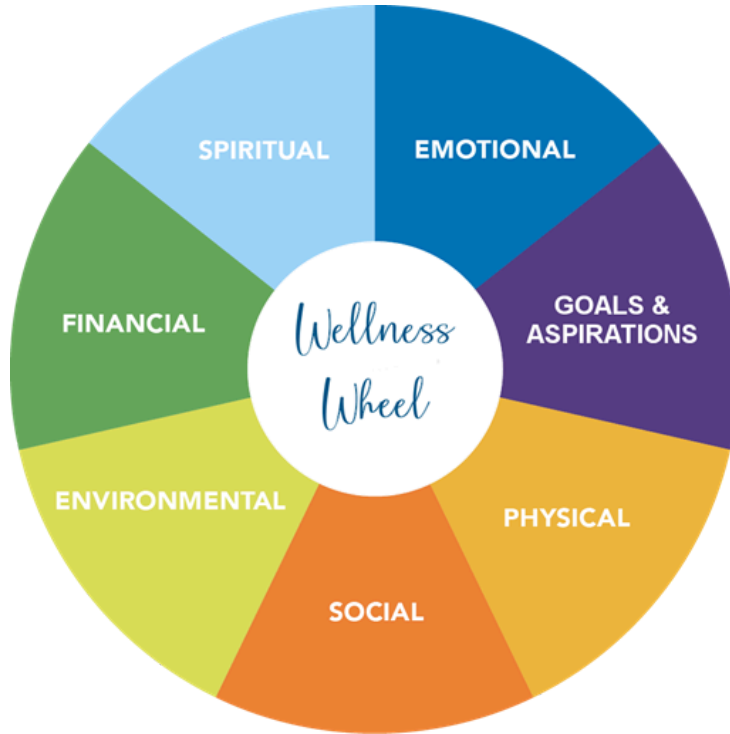 SPIRITUAL
EMOTIONAL
FINANCIAL
Wellness
Wheel
GOALS &
ASPIRATIONS
ENVIRONMENTAL
PHYSICAL
SOCIAL